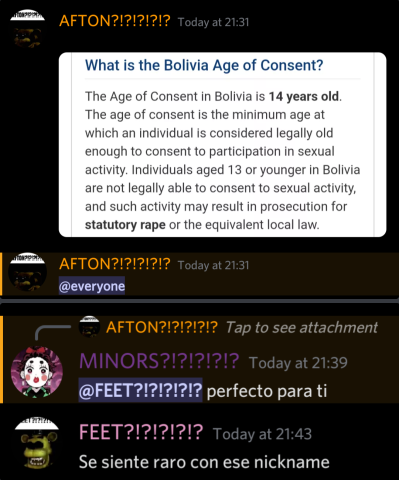 AFTON?!?!?!?!? Today at 21:31
What is the Bolivia Age of Consent?
The Age of Consent in Bolivia is 14 years old.
The age of consent is the minimum age at
which an individual is considered legally old
enough to consent to participation in sexual
activity. Individuals aged 13 or younger in Bolivia
are not legally able to consent to sexual activity,
and such activity may result in prosecution for
statutory rape or the equivalent local law.
AFTON?!?!?!?!? Today at 21:31
@everyone
AFTON?!?!?!?!? Tap to see attachment
MINORS?!?!?!?!? Today at 21:39
@FEET?!?!?!?!? perfecto para ti
FEET?!?!?!?!? Today at 21:43
Se siente raro con ese nickname